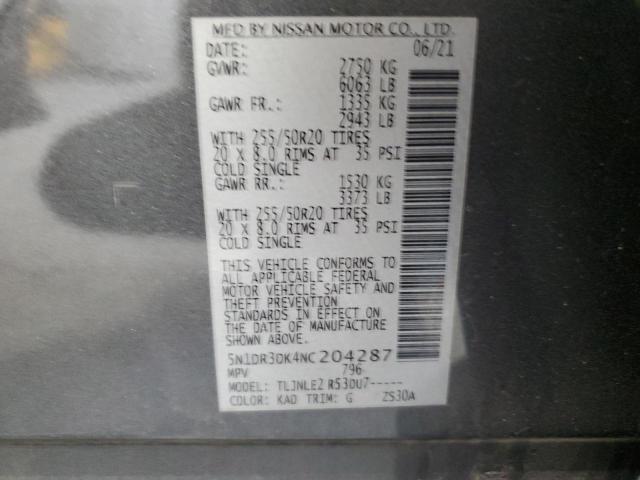 MFD BY NISSAN MOTOR CO., LTD.
DATE: 06/21
GVWR: 2750 KG
6063 LB
GAWR FR.: 1335 KG
2943 LB
WITH 255/50R20 TIRES
20 X 8.0 RIMS AT 35 PSI
COLD SINGLE
GAWR RR.: 1530 KG
3373 LB
WITH 255/50R20 TIRES
20 X 8.0 RIMS AT 35 PSI
COLD SINGLE
THIS VEHICLE CONFORMS TO
ALL APPLICABLE FEDERAL
MOTOR VEHICLE SAFETY AND
THEFT PREVENTION
STANDARDS IN EFFECT ON
THE DATE OF MANUFACTURE
SHOWN ABOVE.
5N1DR3DK4NC204287
MPV 796
MODEL: TLJNLE2 R53DU7-----
COLOR: KAD TRIM: G ZS30A